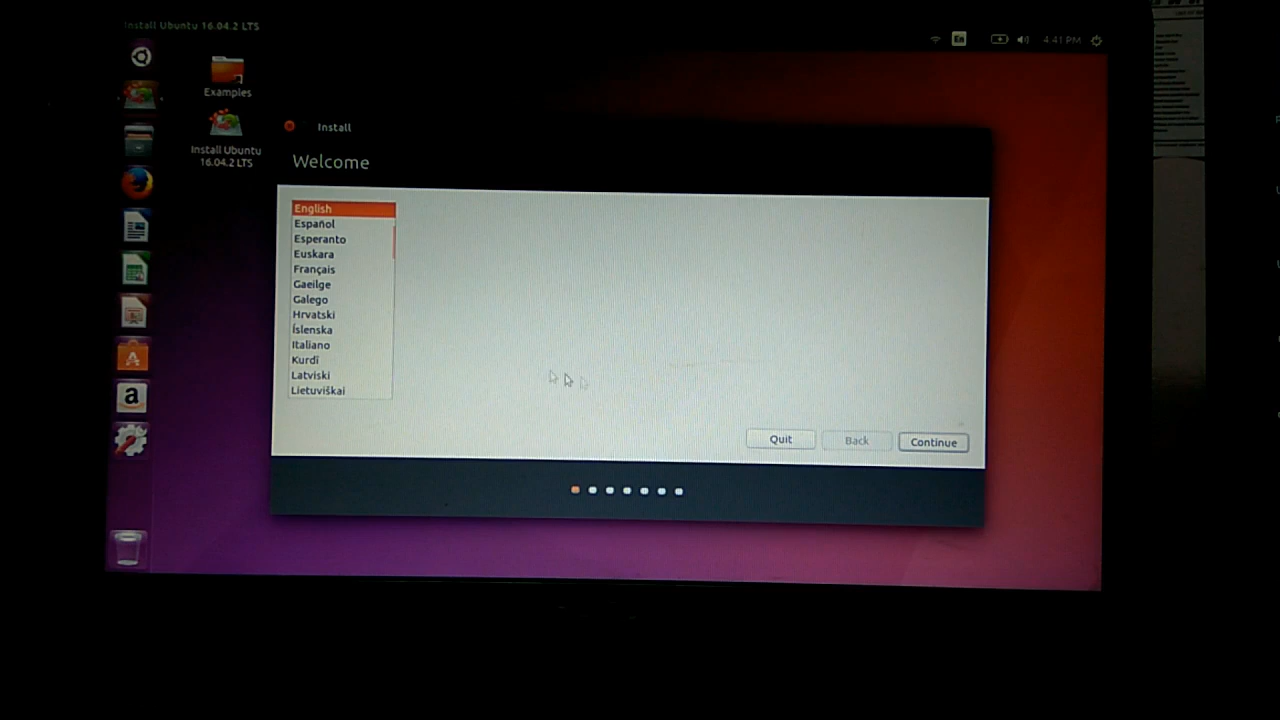 Install Ubuntu 16.04.2 LTS
En
4:41 PM
Examples
Install Ubuntu
16.04.2 LTS
Install
Welcome
English
Español
Esperanto
Euskara
Français
Gaeilge
Galego
Hrvatski
Íslenska
Italiano
Kurdî
Latviski
Lietuviškai
Quit
Back
Continue
a